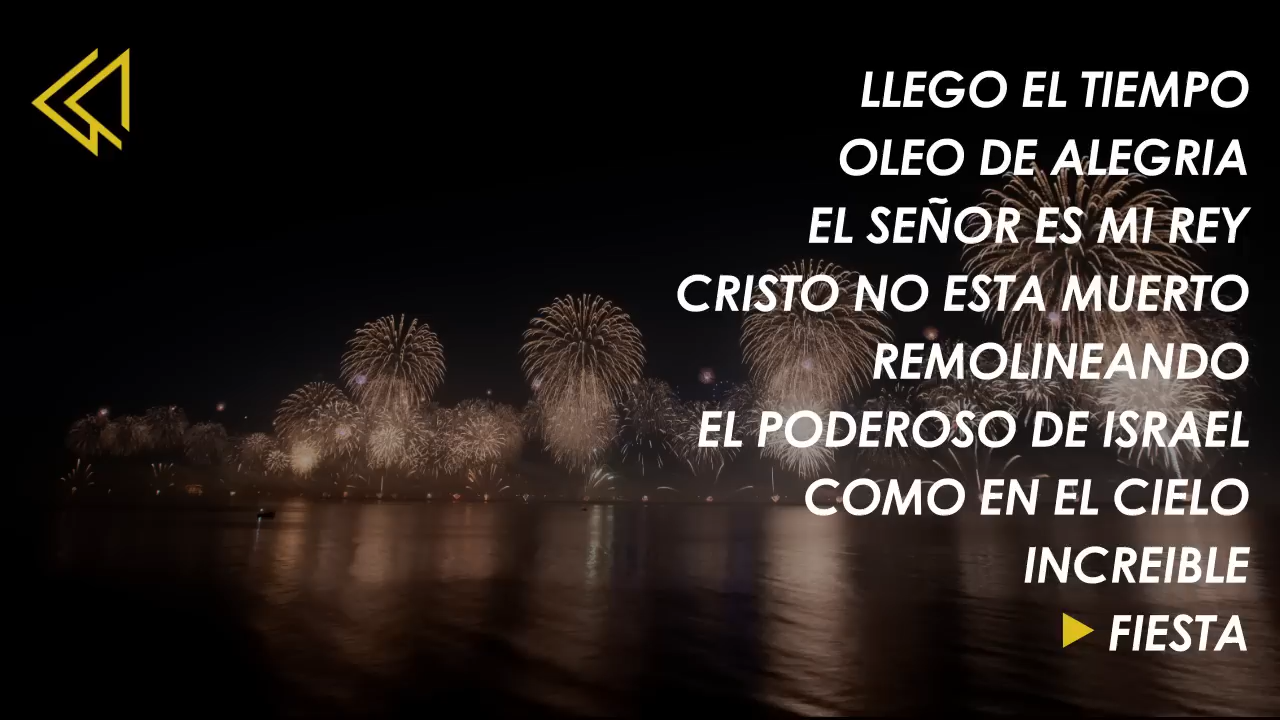 LLEGO EL TIEMPO
OLEO DE ALEGRIA
EL SEÑOR ES MI REY
CRISTO NO ESTA MUERTO
REMOLINEANDO
EL PODEROSO DE ISRAEL
COMO EN EL CIELO
INCREIBLE
FIESTA